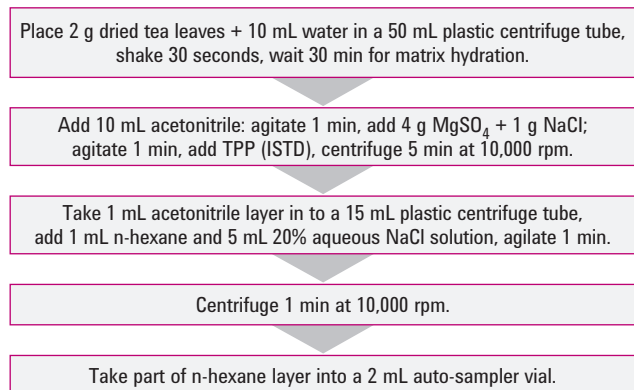 Place 2 g dried tea leaves + 10 mL water in a 50 mL plastic centrifuge tube,
shake 30 seconds, wait 30 min for matrix hydration.
Add 10 mL acetonitrile: agitate 1 min, add 4 g MgSO₄ + 1 g NaCl;
agitate 1 min, add TPP (ISTD), centrifuge 5 min at 10,000 rpm.
Take 1 mL acetonitrile layer in to a 15 mL plastic centrifuge tube,
add 1 mL n-hexane and 5 mL 20% aqueous NaCl solution, agilate 1 min.
Centrifuge 1 min at 10,000 rpm.
Take part of n-hexane layer into a 2 mL auto-sampler vial.